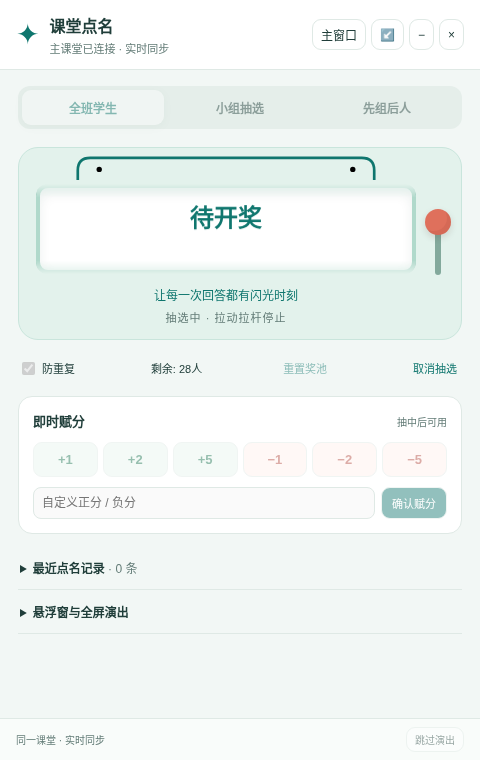 课堂点名
主课堂已连接 · 实时同步
主窗口
−
×
全班学生
小组抽选
先组后人
待开奖
让每一次回答都有闪光时刻
抽选中 · 拉动拉杆停止
防重复
剩余: 28人
重置奖池
取消抽选
即时赋分
抽中后可用
+1
+2
+5
−1
−2
−5
自定义正分 / 负分
确认赋分
最近点名记录 · 0 条
悬浮窗与全屏演出
同一课堂 · 实时同步
跳过演出